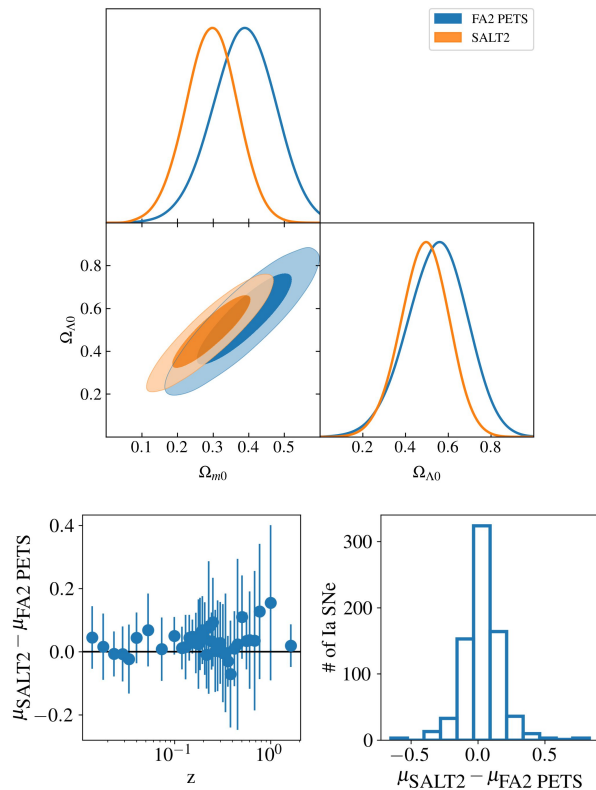 FA2 PETS
SALT2
0.8
0.6
0.4
0.2
Ω_Λ0
0.1 0.2 0.3 0.4 0.5
Ω_m0
0.2 0.4 0.6 0.8
Ω_Λ0
0.4
0.2
0.0
−0.2
μ_SALT2 − μ_FA2 PETS
10⁻¹ 10⁰
z
300
200
100
0
# of Ia SNe
−0.5 0.0 0.5
μ_SALT2 − μ_FA2 PETS